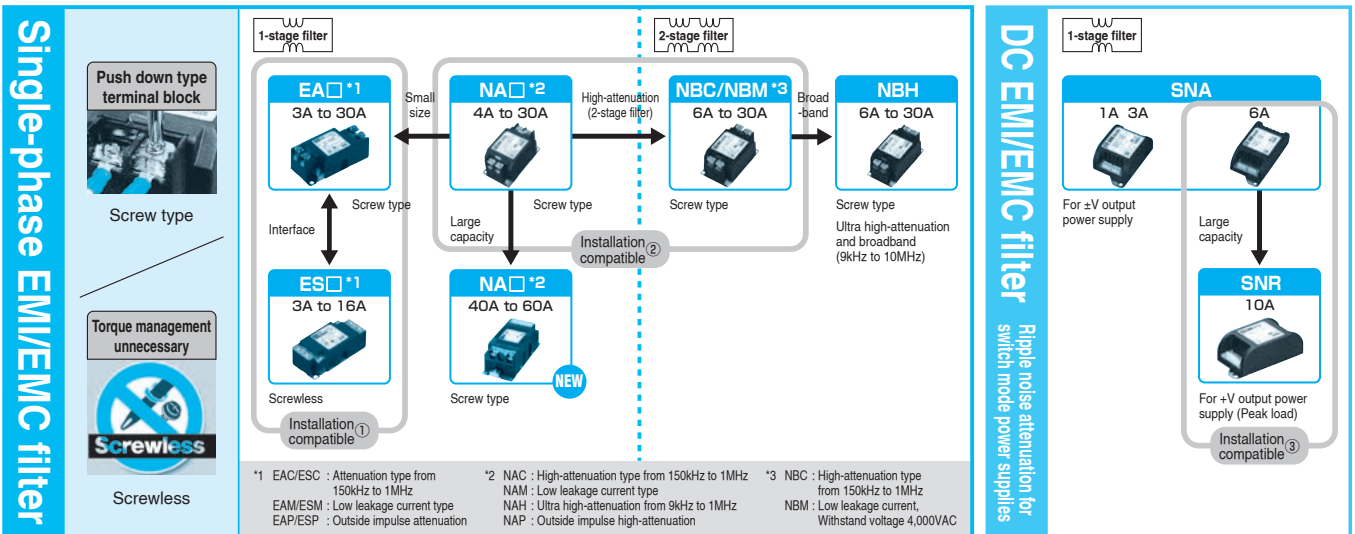 Single-phase EMI/EMC filter
Push down type
terminal block
Screw type
Torque management
unnecessary
Screwless
Screwless
1-stage filter
2-stage filter
EA□ *1
3A to 30A
Screw type
Small
size
NA□ *2
4A to 30A
Screw type
High-attenuation
(2-stage filter)
NBC/NBM *3
6A to 30A
Screw type
Broad
-band
NBH
6A to 30A
Screw type
Ultra high-attenuation
and broadband
(9kHz to 10MHz)
Interface
Large
capacity
Installation
compatible②
ES□ *1
3A to 16A
Screwless
Installation
compatible①
NA□ *2
40A to 60A
NEW
Screw type
*1 EAC/ESC : Attenuation type from
150kHz to 1MHz
EAM/ESM : Low leakage current type
EAP/ESP : Outside impulse attenuation
*2 NAC : High-attenuation type from 150kHz to 1MHz
NAM : Low leakage current type
NAH : Ultra high-attenuation from 9kHz to 1MHz
NAP : Outside impulse high-attenuation
*3 NBC : High-attenuation type
from 150kHz to 1MHz
NBM : Low leakage current,
Withstand voltage 4,000VAC
DC EMI/EMC filter
Ripple noise attenuation for
switch mode power supplies
1-stage filter
SNA
1A 3A
6A
For ±V output
power supply
Large
capacity
SNR
10A
For +V output power
supply (Peak load)
Installation
compatible③